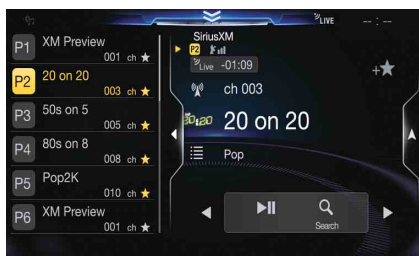 LIVE
-- : --
P1 XM Preview
001 ch
P2 20 on 20
003 ch
P3 50s on 5
005 ch
P4 80s on 8
008 ch
P5 Pop2K
010 ch
P6 XM Preview
001 ch
SiriusXM
P2
Live -01:09
ch 003
20on20 20 on 20
Pop
Search